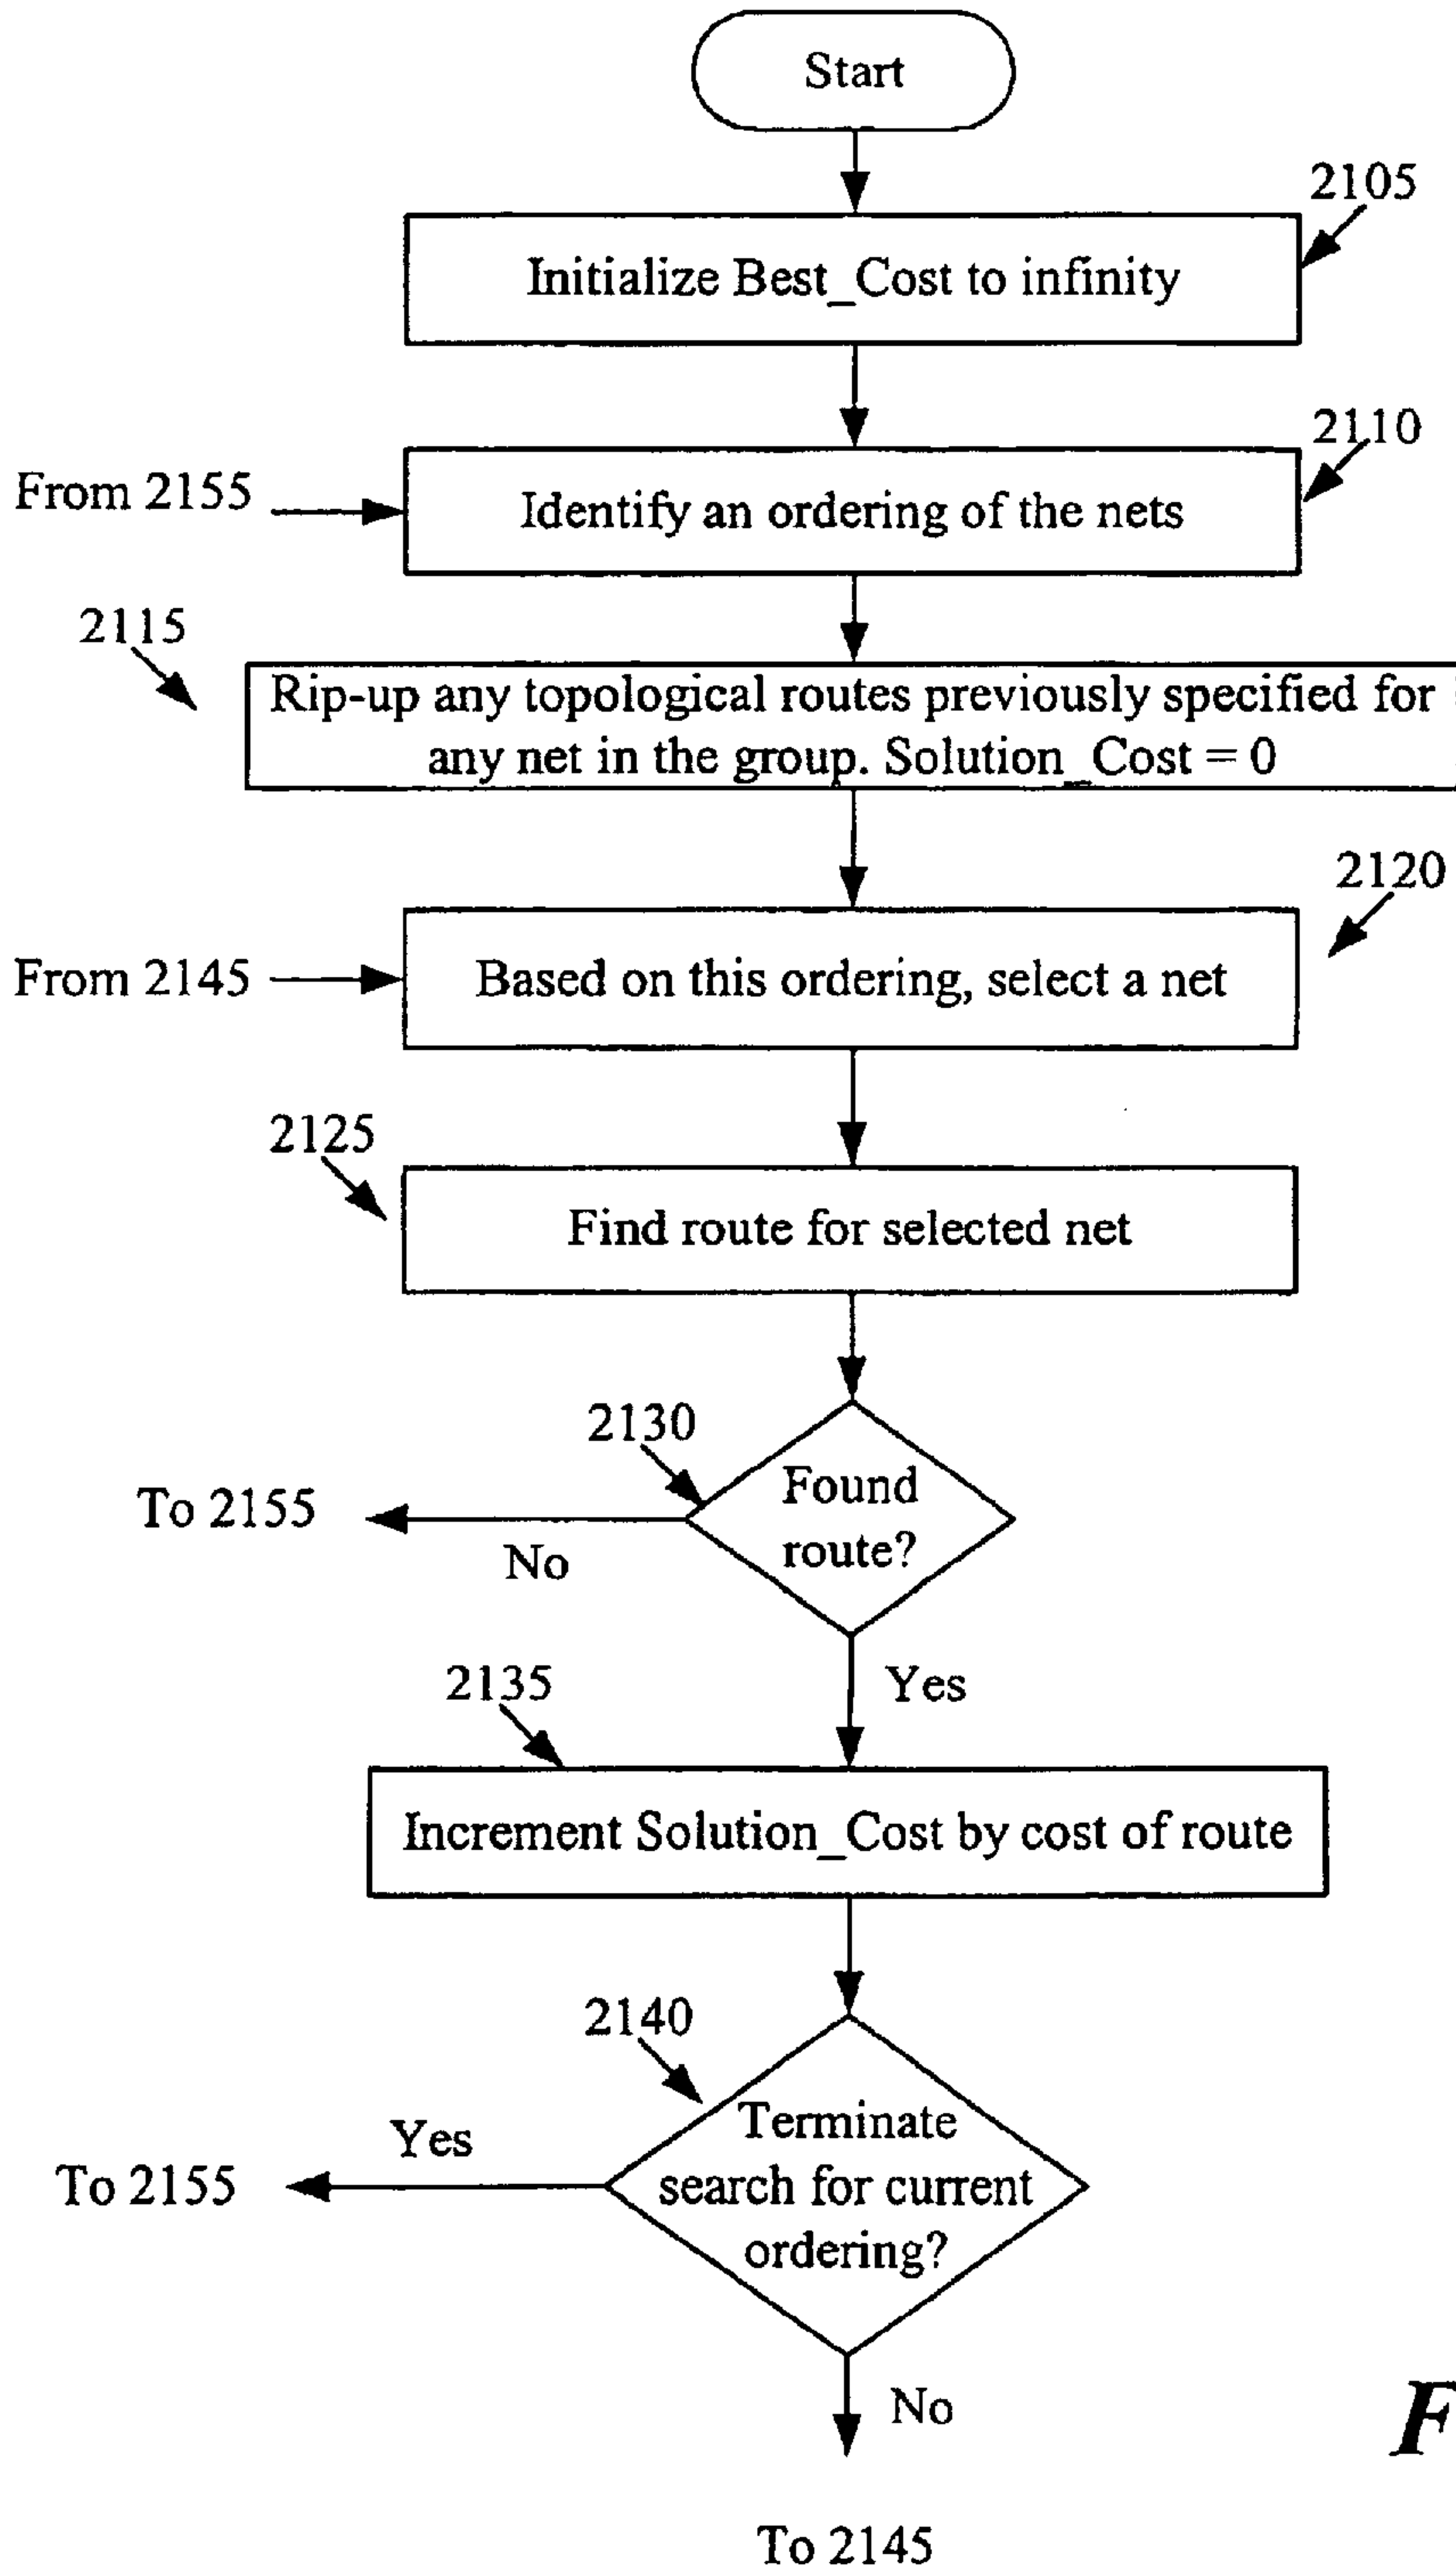 Start
2105
Initialize Best_Cost to infinity
2110
From 2155
Identify an ordering of the nets
2115
Rip-up any topological routes previously specified for
any net in the group. Solution_Cost = 0
2120
From 2145
Based on this ordering, select a net
2125
Find route for selected net
2130
Found
route?
To 2155
No
Yes
2135
Increment Solution_Cost by cost of route
2140
Terminate
search for current
ordering?
Yes
To 2155
No
F
To 2145